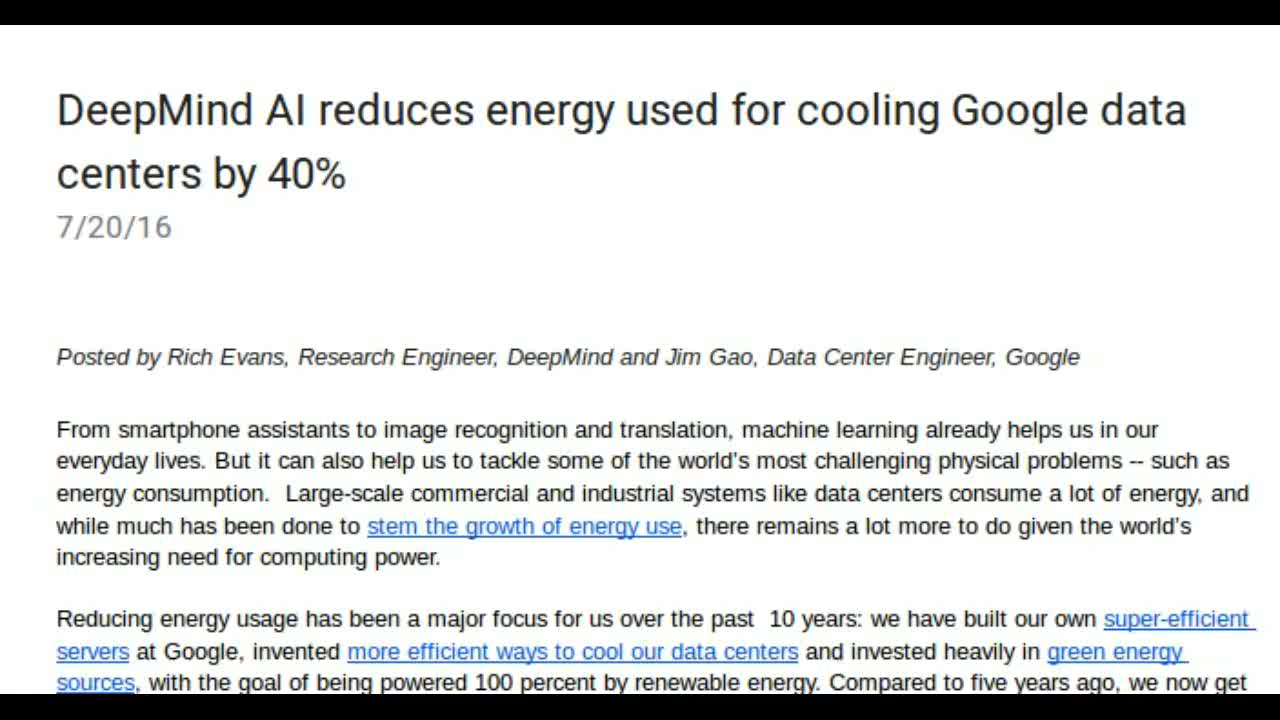 DeepMind AI reduces energy used for cooling Google data
centers by 40%
7/20/16
Posted by Rich Evans, Research Engineer, DeepMind and Jim Gao, Data Center Engineer, Google
From smartphone assistants to image recognition and translation, machine learning already helps us in our
everyday lives. But it can also help us to tackle some of the world's most challenging physical problems -- such as
energy consumption.  Large-scale commercial and industrial systems like data centers consume a lot of energy, and
while much has been done to stem the growth of energy use, there remains a lot more to do given the world's
increasing need for computing power.
Reducing energy usage has been a major focus for us over the past  10 years: we have built our own super-efficient
servers at Google, invented more efficient ways to cool our data centers and invested heavily in green energy
sources, with the goal of being powered 100 percent by renewable energy. Compared to five years ago, we now get